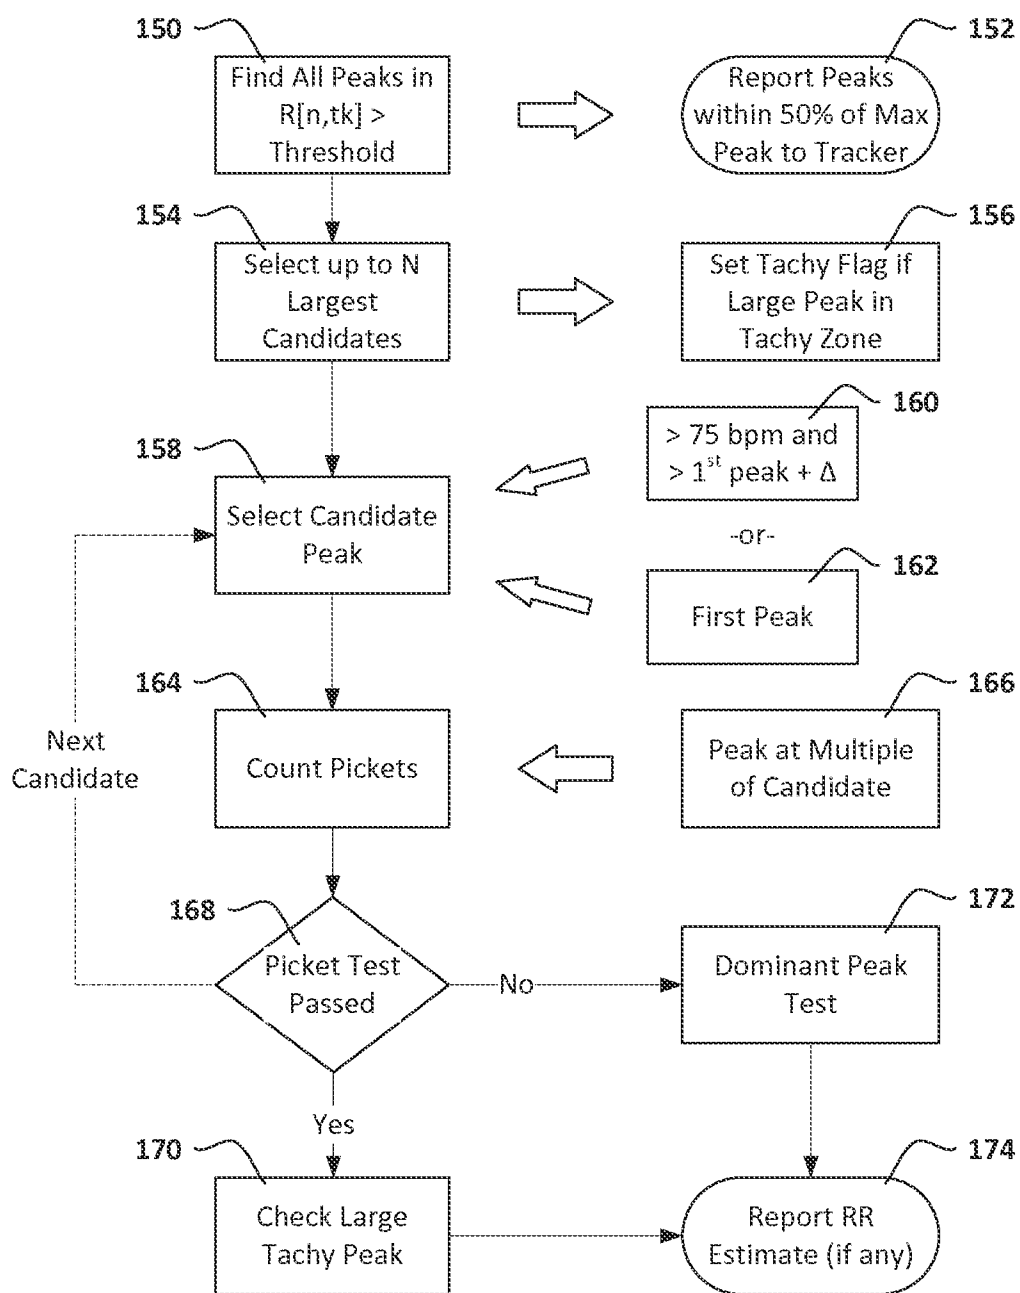 150
Find All Peaks in
R[n,tk] >
Threshold
152
Report Peaks
within 50% of Max
Peak to Tracker
154
Select up to N
Largest
Candidates
156
Set Tachy Flag if
Large Peak in
Tachy Zone
158
Select Candidate
Peak
160
> 75 bpm and
> 1st peak + Δ
-or-
162
First Peak
164
Count Pickets
166
Peak at Multiple
of Candidate
Next
Candidate
168
Picket Test
Passed
No
172
Dominant Peak
Test
Yes
170
Check Large
Tachy Peak
174
Report RR
Estimate (if any)